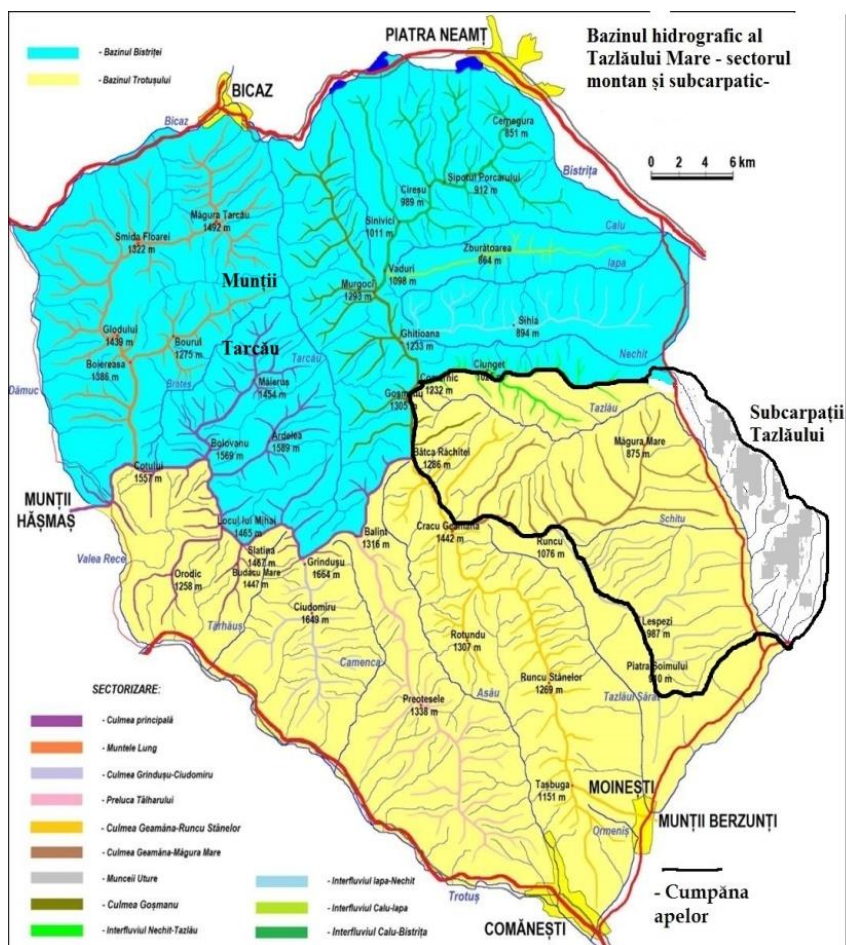 PIATRA NEAMȚ
Bazinul hidrografic al
Tazlăului Mare - sectorul
montan și subcarpatic-
- Bazinul Bistriței
- Bazinul Trotușului
BICAZ
Bicaz
Cernegura
851 m
Bistrița
0 2 4 6 km
Șipotul Porcarului
912 m
Cireșu
989 m
Măgura Tarcău
1492 m
Sinivici
1011 m
Calu
Smida Floarei
1322 m
Zburătoarea
864 m
Iapa
Vaduri
1098 m
Munții
Murgoci
1293 m
Sihla
894 m
Glodului
1439 m
Bourul
1275 m
Ghitioana
1233 m
Tarcău
Tarcău
Nechit
Boiereasa
1386 m
Ciunget
Dămuc
Brateș
Măieruș
1454 m
1232 m
Tazlău
Subcarpații
Tazlăului
Ardelea
1589 m
Bolovanu
1569 m
Măgura Mare
875 m
Bâtca Răchitei
1286 m
Cotului
1557 m
MUNȚII
HĂȘMAȘ
Locul lui Mihai
1465 m
Balint
1316 m
Cracu Geamăna
1442 m
Schitu
Slatina
1467 m
Runcu
1076 m
Valea Rece
Grindușu
1664 m
Budacu Mare
1447 m
Orodic
1258 m
Ciudomiru
1649 m
Lespezi
987 m
Tărhăuș
Rotundu
1307 m
Camenca
Piatra Șoimului
Runcu Stânelor
1269 m
Asău
Tazlăul Sărat
SECTORIZARE:
Preotesele
1338 m
- Culmea principală
- Muntele Lung
- Culmea Grindușu-Ciudomiru
- Preluca Tâlharului
- Culmea Geamăna-Runcu Stânelor
- Culmea Geamăna-Măgura Mare
- Munceii Uture
- Culmea Goșmanu
- Interfluviul Nechit-Tazlău
Tașbuga
1151 m
MOINEȘTI
MUNȚII BERZUNȚI
Ormeniș
- Interfluviul Iapa-Nechit
- Interfluviul Calu-Iapa
- Interfluviul Calu-Bistrița
Trotuș
COMĂNEȘTI
- Cumpăna
apelor